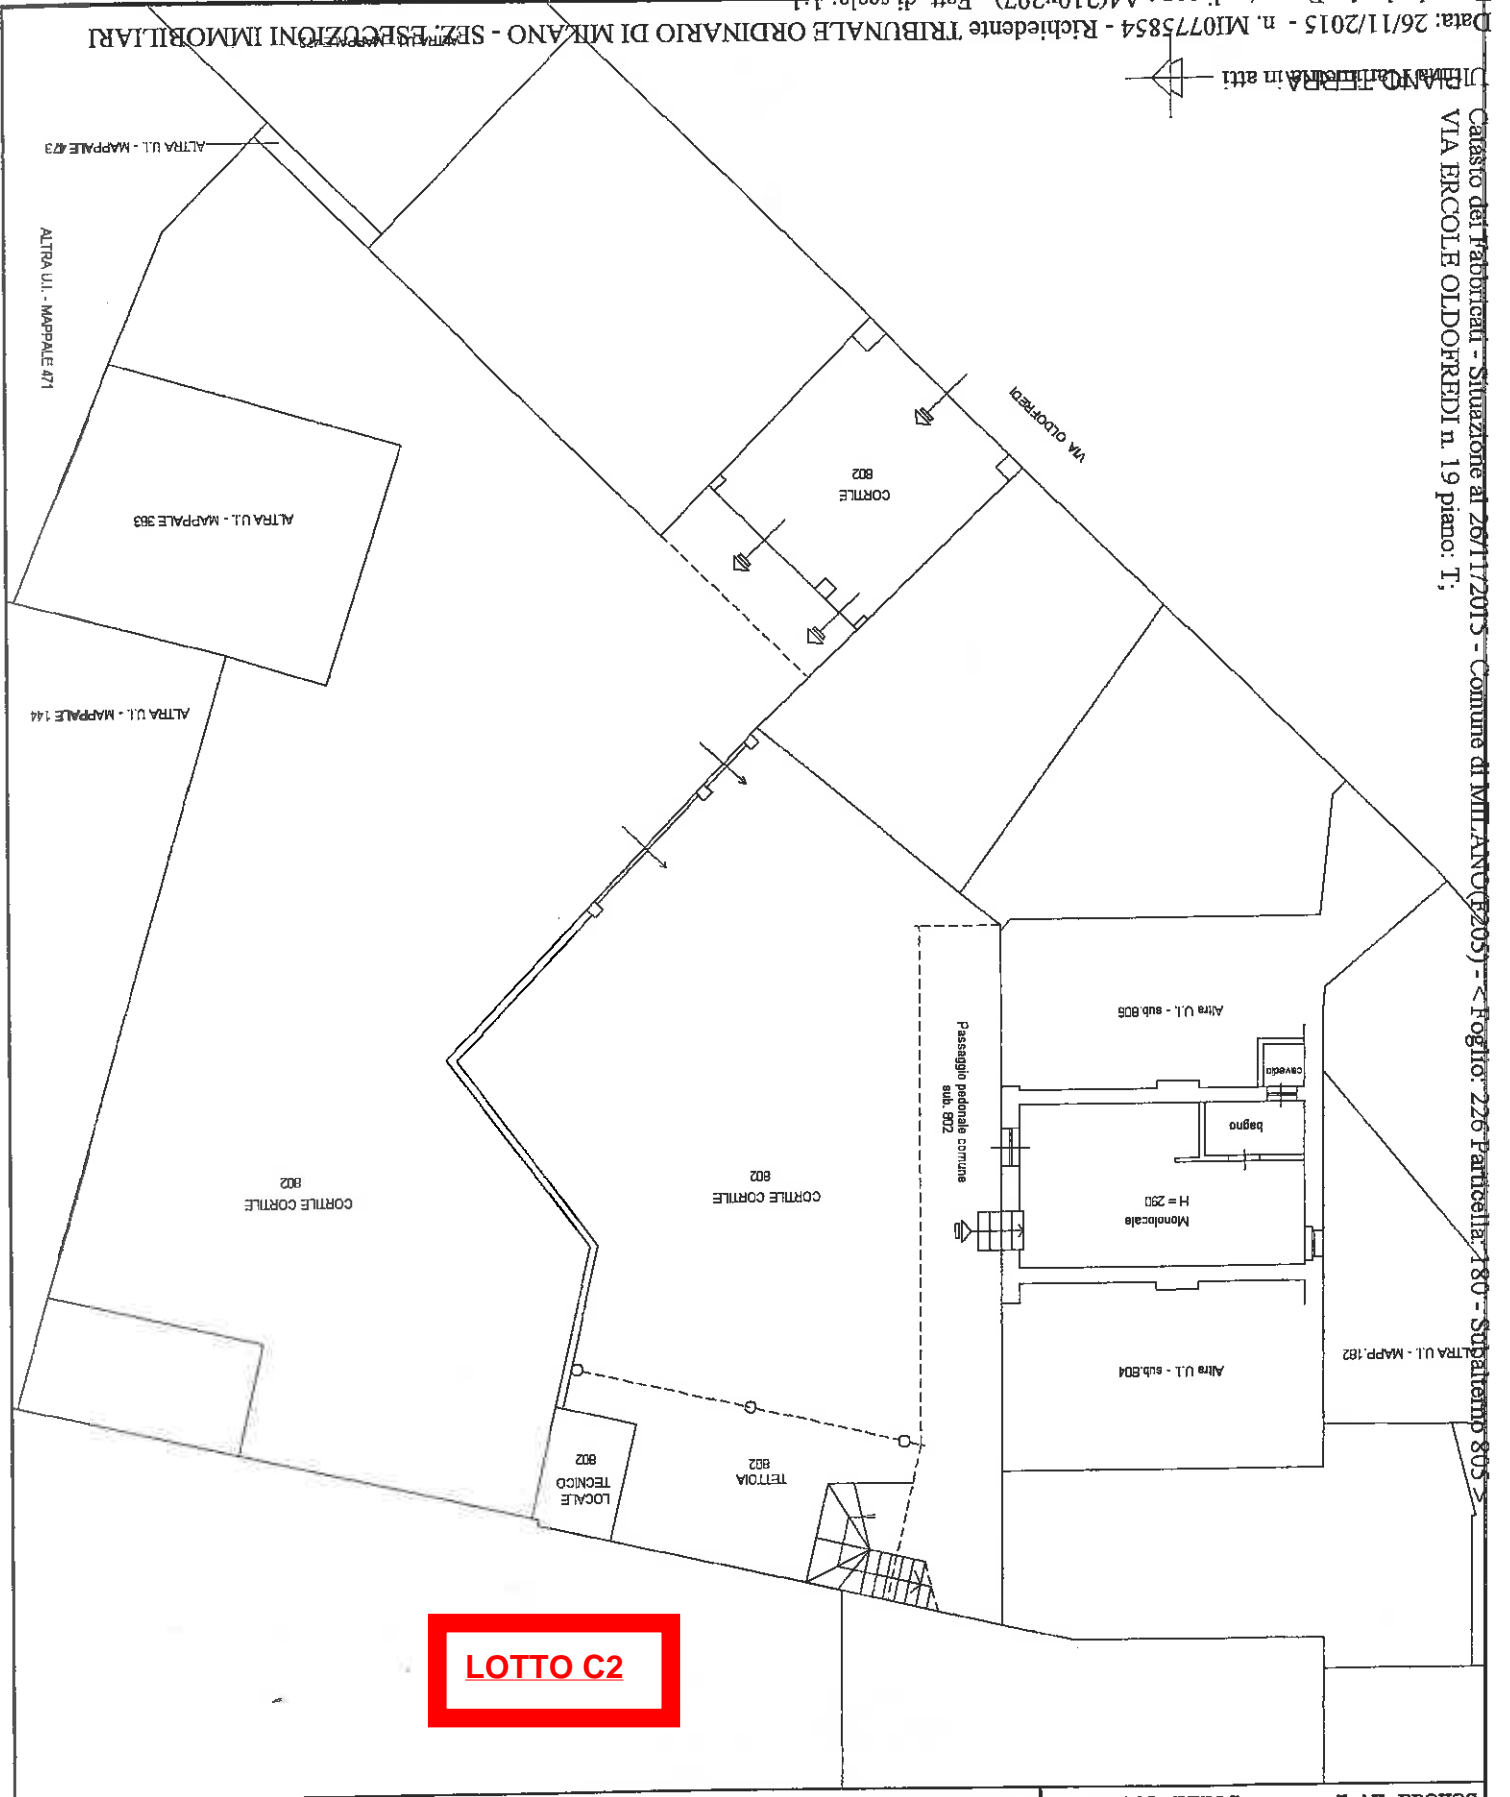 Data: 26/11/2015 - n. MI0775854 - Richiedente TRIBUNALE ORDINARIO DI MILANO - SEZ. ESECUZIONI IMMOBILIARI
PIANO TERRA
in atti
Catasto dei Fabbricati - Situazione al 26/11/2015 - Comune di MILANO(F205) - < Foglio: 226 Particella: 180 - Subalterno 805 >
VIA ERCOLE OLDOFREDI n. 19 piano: T;
ALTRA U.I. - MAPPALE 473
ALTRA U.I. - MAPPALE 471
ALTRA U.I. - MAPPALE 363
ALTRA U.I. - MAPPALE 144
VIA OLDOFREDI
CORTILE
802
Altra U.I. - sub.806
cavedio
bagno
Passaggio pedonale comune
sub. 802
Monolocale
H = 290
CORTILE CORTILE
802
CORTILE CORTILE
802
Altra U.I. - sub.804
ALTRA U.I. - MAPP.182
TETTOIA
802
LOCALE
TECNICO
802
LOTTO C2